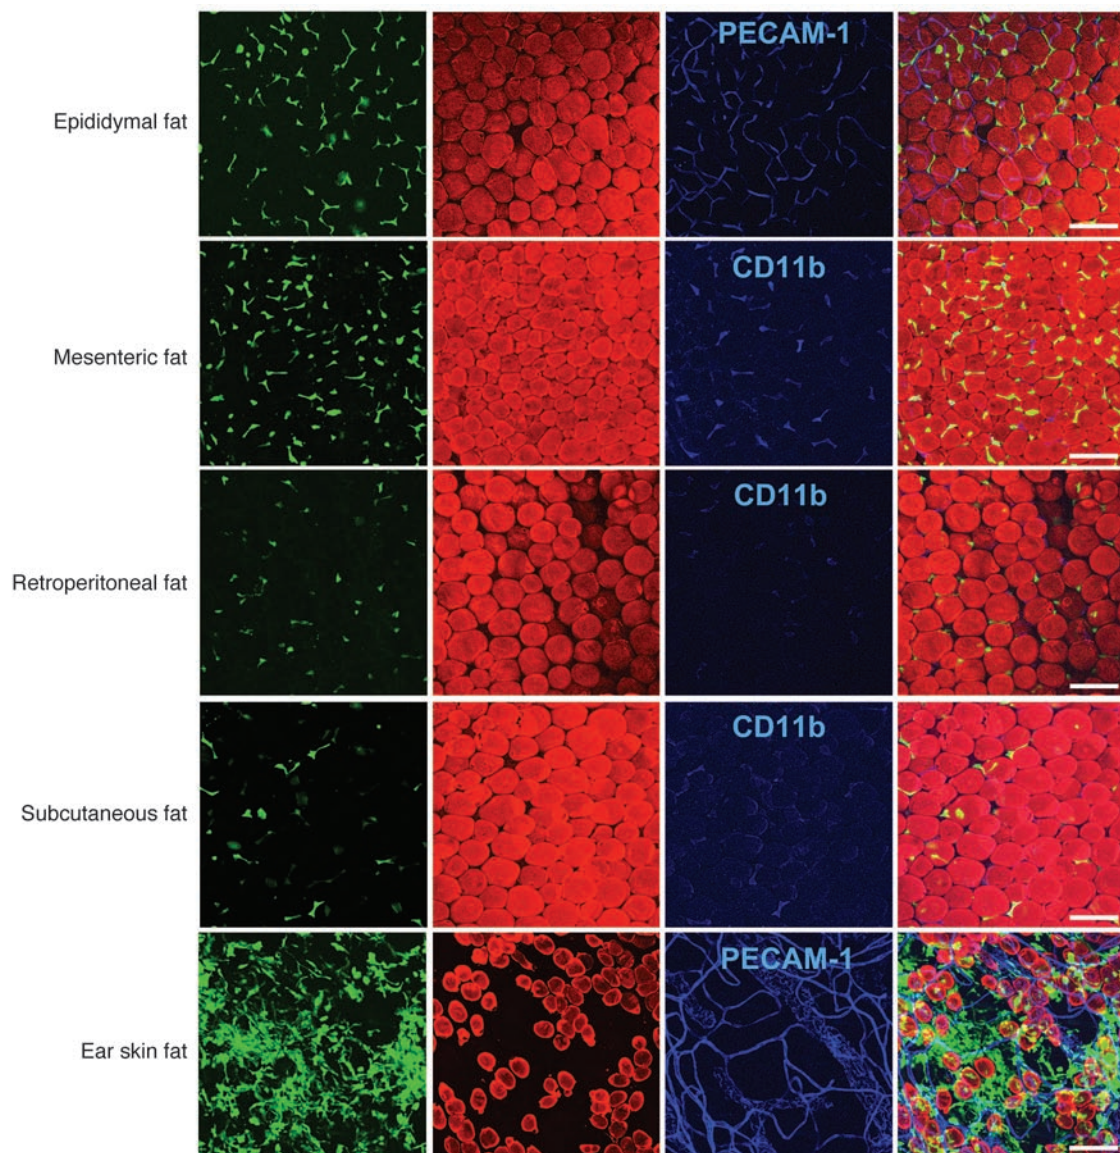 Epididymal fat
PECAM-1
Mesenteric fat
CD11b
Retroperitoneal fat
CD11b
Subcutaneous fat
CD11b
Ear skin fat
PECAM-1